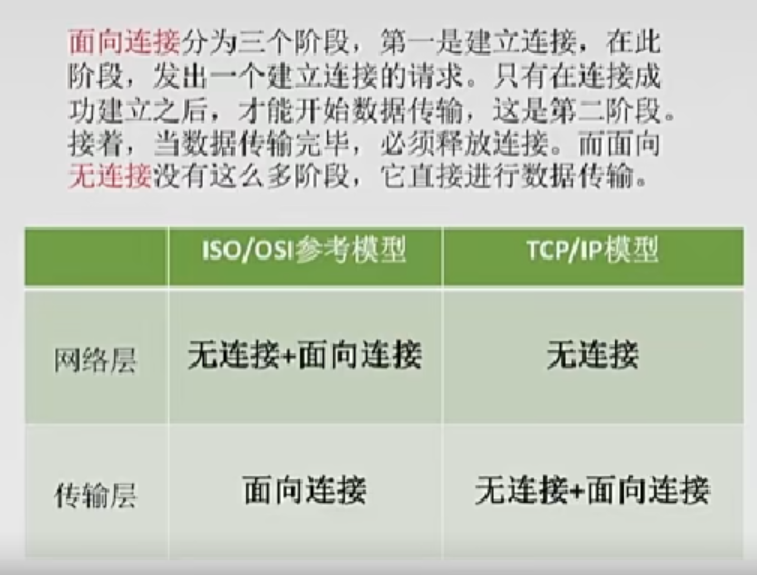 面向连接分为三个阶段，第一是建立连接，在此
阶段，发出一个建立连接的请求。只有在连接成
功建立之后，才能开始数据传输，这是第二阶段。
接着，当数据传输完毕，必须释放连接。而面向
无连接没有这么多阶段，它直接进行数据传输。
ISO/OSI参考模型 TCP/IP模型
网络层 无连接+面向连接 无连接
传输层 面向连接 无连接+面向连接